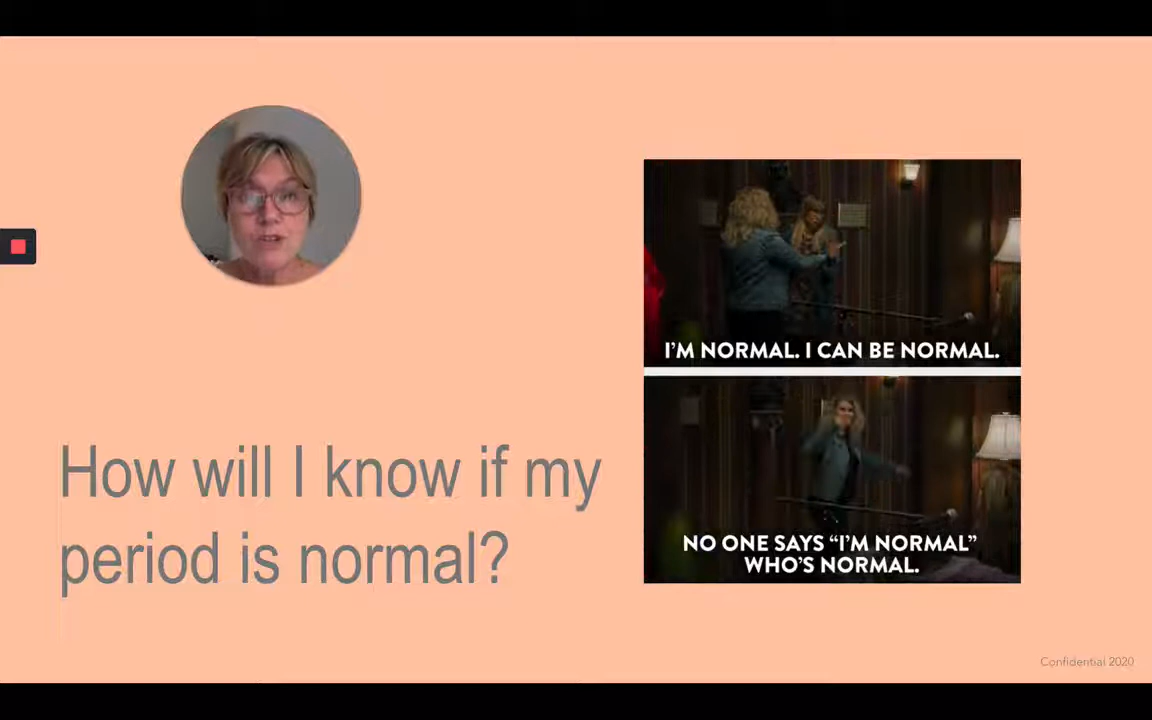 How will I know if my
period is normal?
I'M NORMAL. I CAN BE NORMAL.
NO ONE SAYS “I'M NORMAL”
WHO'S NORMAL.
Confidential 2020